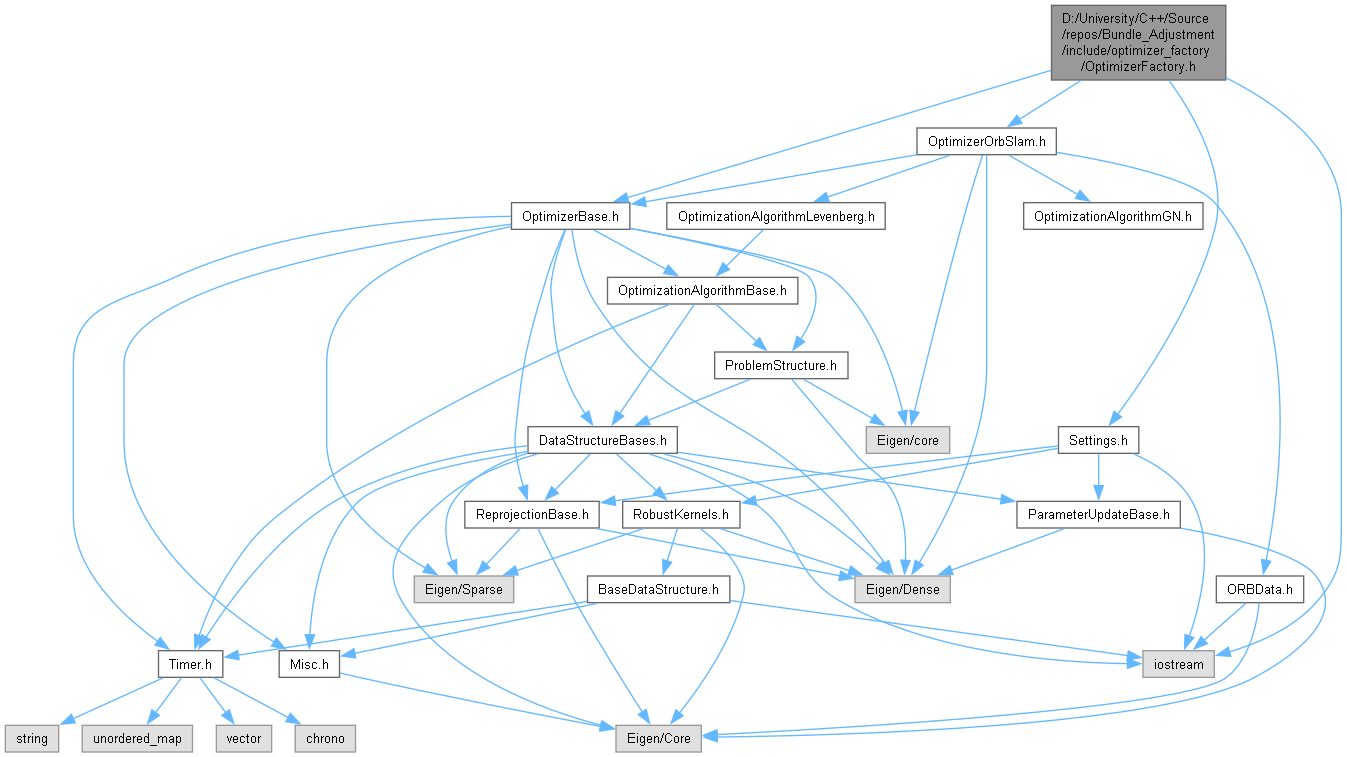 D:/University/C++/Source
/repos/Bundle_Adjustment
/include/optimizer_factory
/OptimizerFactory.h
OptimizerOrbSlam.h
OptimizerBase.h
OptimizationAlgorithmLevenberg.h
OptimizationAlgorithmGN.h
OptimizationAlgorithmBase.h
ProblemStructure.h
DataStructureBases.h
Eigen/core
Settings.h
ReprojectionBase.h
RobustKernels.h
ParameterUpdateBase.h
Eigen/Sparse
BaseDataStructure.h
Eigen/Dense
ORBData.h
Timer.h
Misc.h
iostream
string
unordered_map
vector
chrono
Eigen/Core